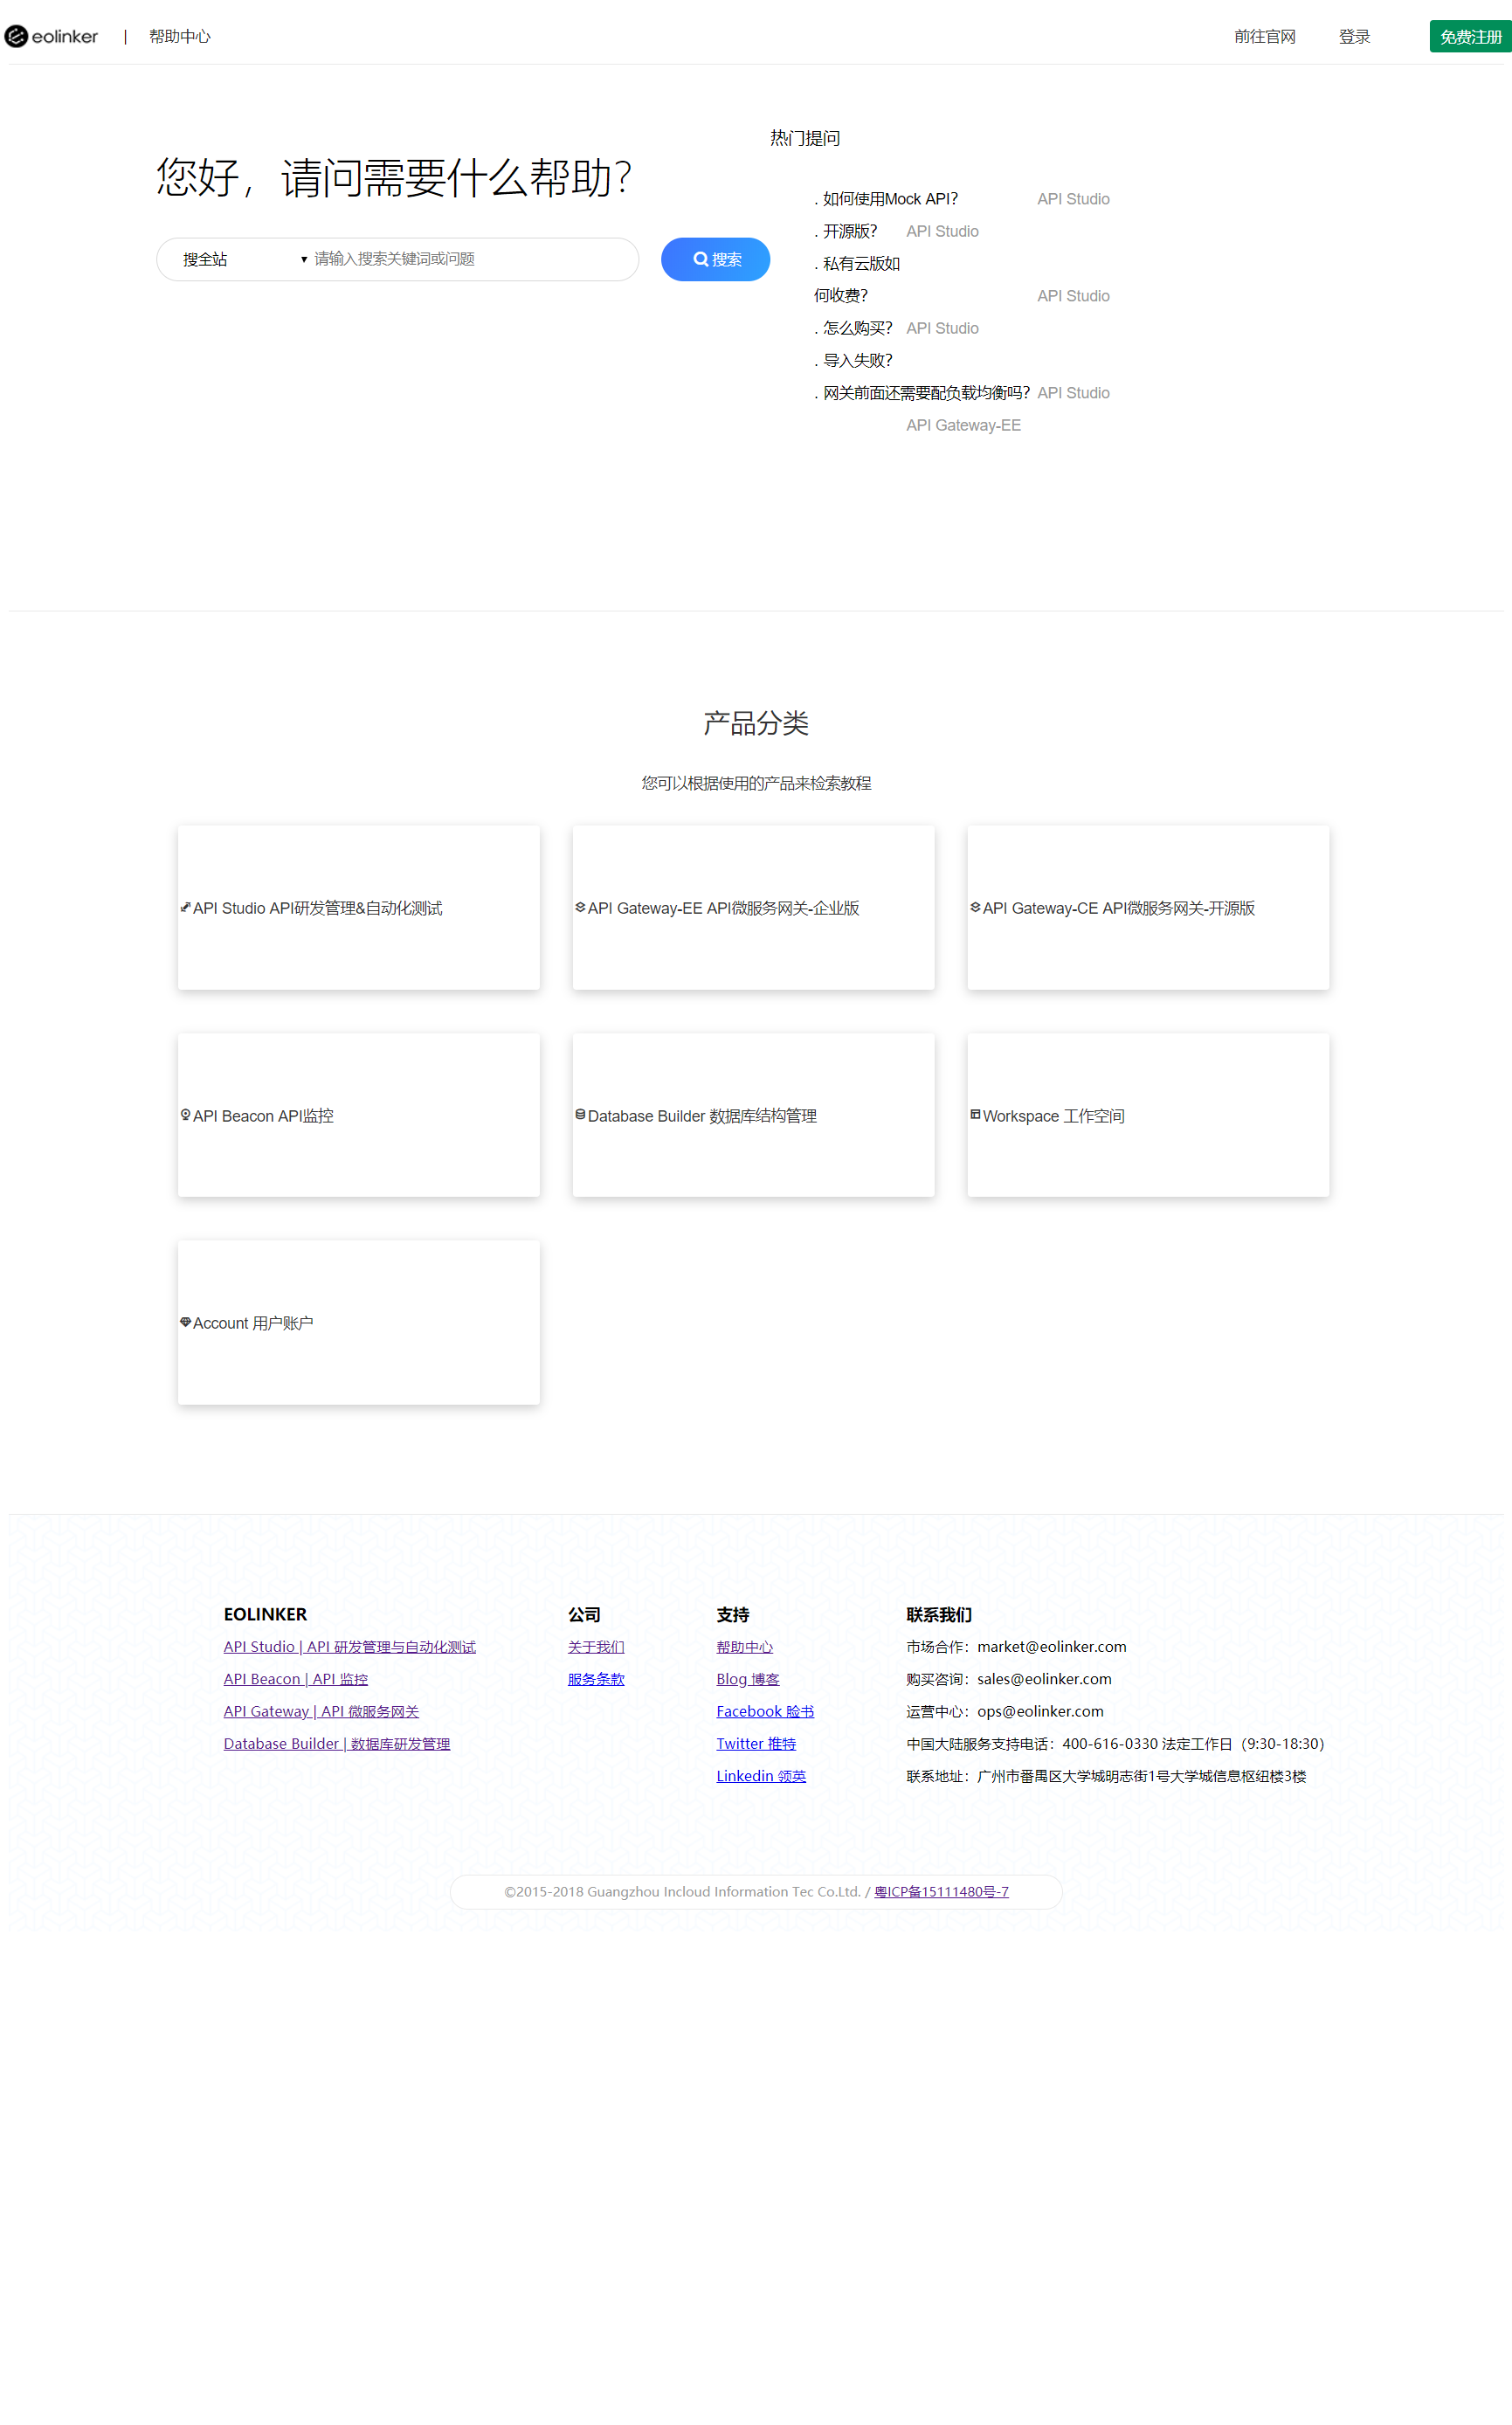 eolinker | 帮助中心 前往官网 登录 免费注册
热门提问
您好，请问需要什么帮助？
. 如何使用Mock API？ API Studio
. 开源版？ API Studio
搜全站 请输入搜索关键词或问题 搜索
. 私有云版如
何收费？ API Studio
. 怎么购买？ API Studio
. 导入失败？
. 网关前面还需要配负载均衡吗？ API Studio
API Gateway-EE
产品分类
您可以根据使用的产品来检索教程
API Studio API研发管理&自动化测试
API Gateway-EE API微服务网关-企业版
API Gateway-CE API微服务网关-开源版
API Beacon API监控
Database Builder 数据库结构管理
Workspace 工作空间
Account 用户账户
EOLINKER
API Studio | API 研发管理与自动化测试
API Beacon | API 监控
API Gateway | API 微服务网关
Database Builder | 数据库研发管理
公司
关于我们
服务条款
支持
帮助中心
Blog 博客
Facebook 脸书
Twitter 推特
Linkedin 领英
联系我们
市场合作：market@eolinker.com
购买咨询：sales@eolinker.com
运营中心：ops@eolinker.com
中国大陆服务支持电话：400-616-0330 法定工作日（9:30-18:30）
联系地址：广州市番禺区大学城明志街1号大学城信息枢纽楼3楼
©2015-2018 Guangzhou Incloud Information Tec Co.Ltd. / 粤ICP备15111480号-7